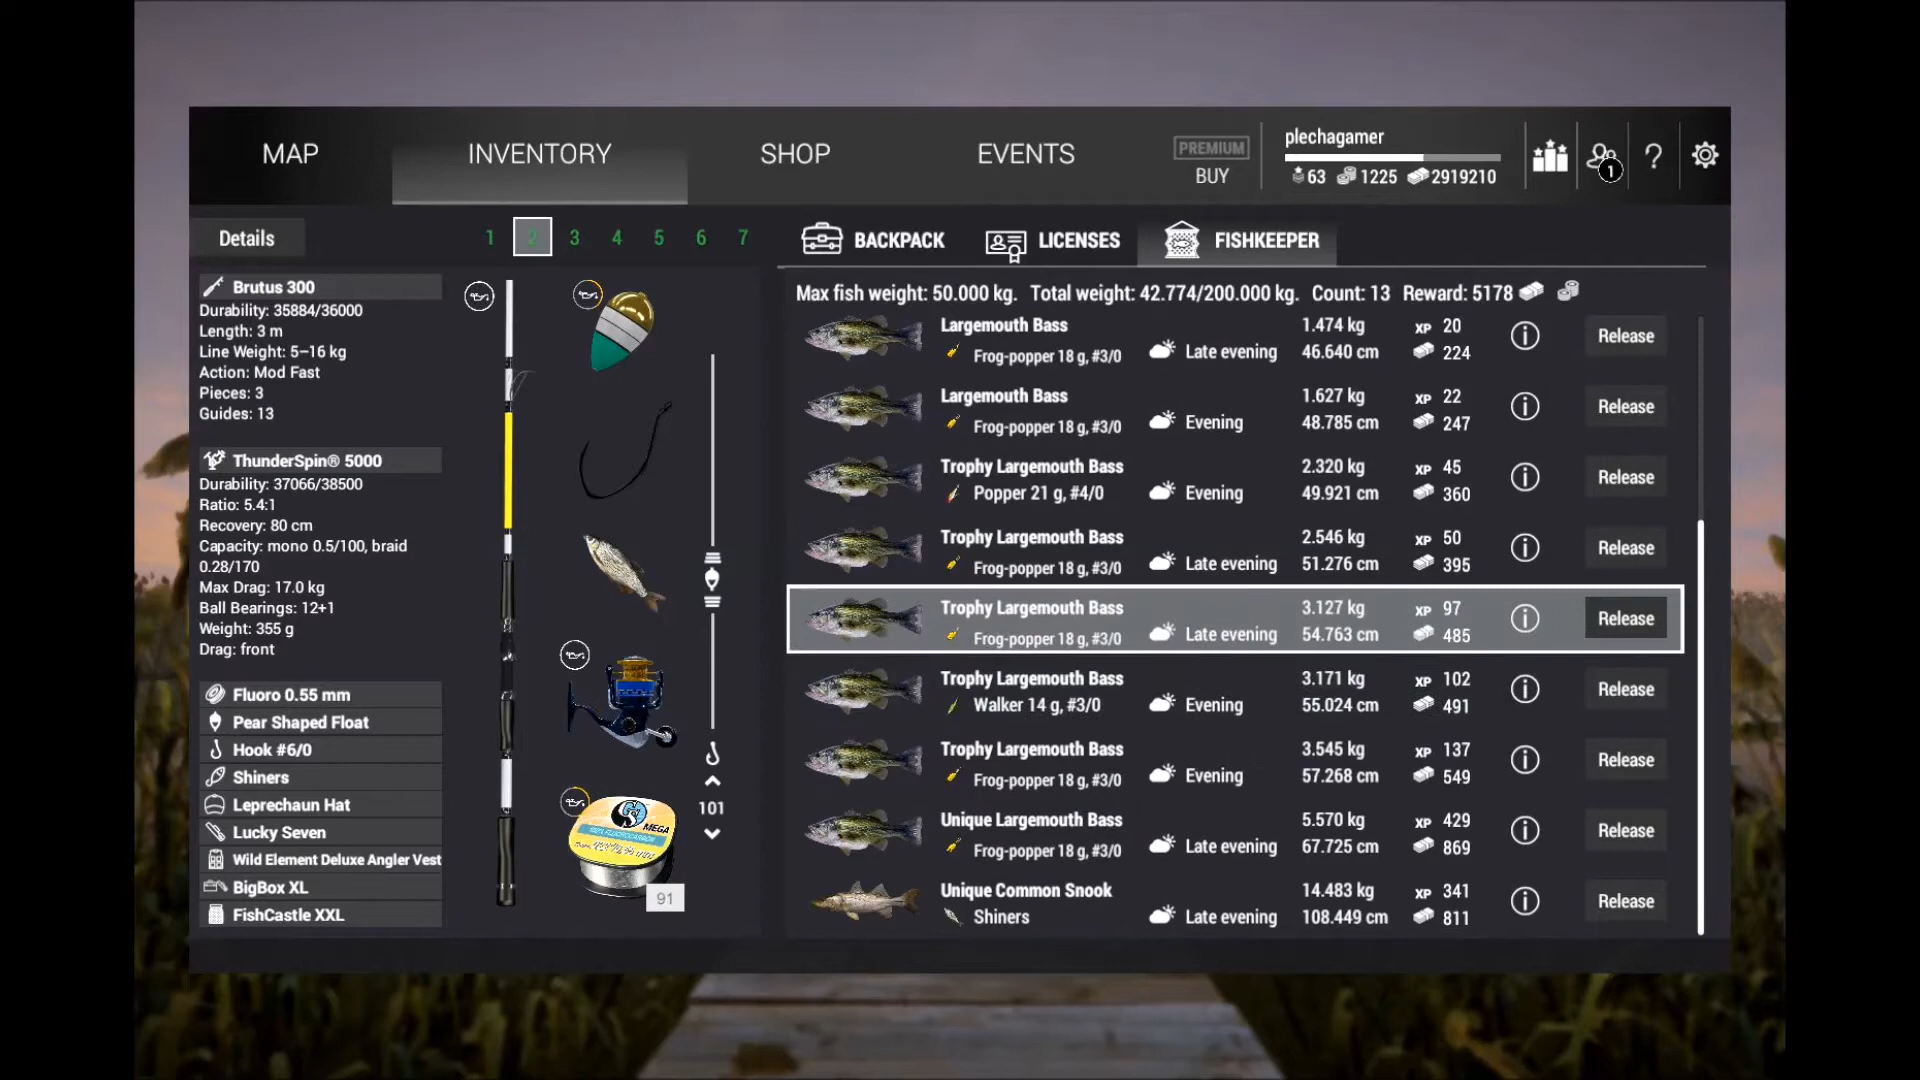 MAP
INVENTORY
SHOP
EVENTS
PREMIUM
BUY
plechagamer
63 1225 2919210
1
?
Details
1 2 3 4 5 6 7
BACKPACK
LICENSES
FISHKEEPER
Brutus 300
Durability: 35884/36000
Length: 3 m
Line Weight: 5–16 kg
Action: Mod Fast
Pieces: 3
Guides: 13
ThunderSpin® 5000
Durability: 37066/38500
Ratio: 5.4:1
Recovery: 80 cm
Capacity: mono 0.5/100, braid
0.28/170
Max Drag: 17.0 kg
Ball Bearings: 12+1
Weight: 355 g
Drag: front
Fluoro 0.55 mm
Pear Shaped Float
Hook #6/0
Shiners
Leprechaun Hat
Lucky Seven
Wild Element Deluxe Angler Vest
BigBox XL
FishCastle XXL
101
MEGA
91
Max fish weight: 50.000 kg. Total weight: 42.774/200.000 kg. Count: 13 Reward: 5178
Largemouth Bass 1.474 kg XP 20
Frog-popper 18 g, #3/0 Late evening 46.640 cm 224
Release
Largemouth Bass 1.627 kg XP 22
Frog-popper 18 g, #3/0 Evening 48.785 cm 247
Release
Trophy Largemouth Bass 2.320 kg XP 45
Popper 21 g, #4/0 Evening 49.921 cm 360
Release
Trophy Largemouth Bass 2.546 kg XP 50
Frog-popper 18 g, #3/0 Late evening 51.276 cm 395
Release
Trophy Largemouth Bass 3.127 kg XP 97
Frog-popper 18 g, #3/0 Late evening 54.763 cm 485
Release
Trophy Largemouth Bass 3.171 kg XP 102
Walker 14 g, #3/0 Evening 55.024 cm 491
Release
Trophy Largemouth Bass 3.545 kg XP 137
Frog-popper 18 g, #3/0 Evening 57.268 cm 549
Release
Unique Largemouth Bass 5.570 kg XP 429
Frog-popper 18 g, #3/0 Late evening 67.725 cm 869
Release
Unique Common Snook 14.483 kg XP 341
Shiners Late evening 108.449 cm 811
Release